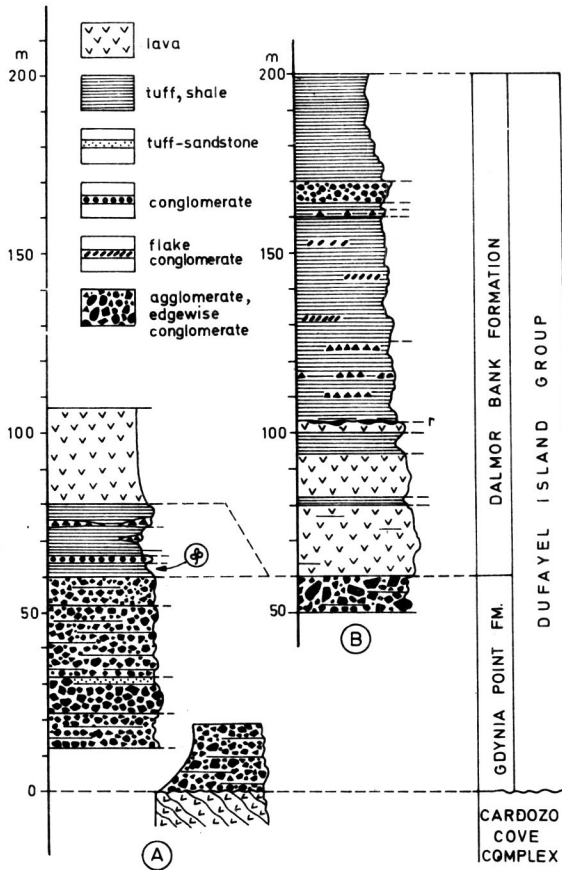 m
200
150
100
50
0
lava
tuff, shale
tuff-sandstone
conglomerate
flake
conglomerate
agglomerate,
edgewise
conglomerate
A
m
200
150
100
50
r
B
DALMOR BANK FORMATION
GDYNIA POINT FM.
DUFAYEL ISLAND GROUP
CARDOZO
COVE
COMPLEX